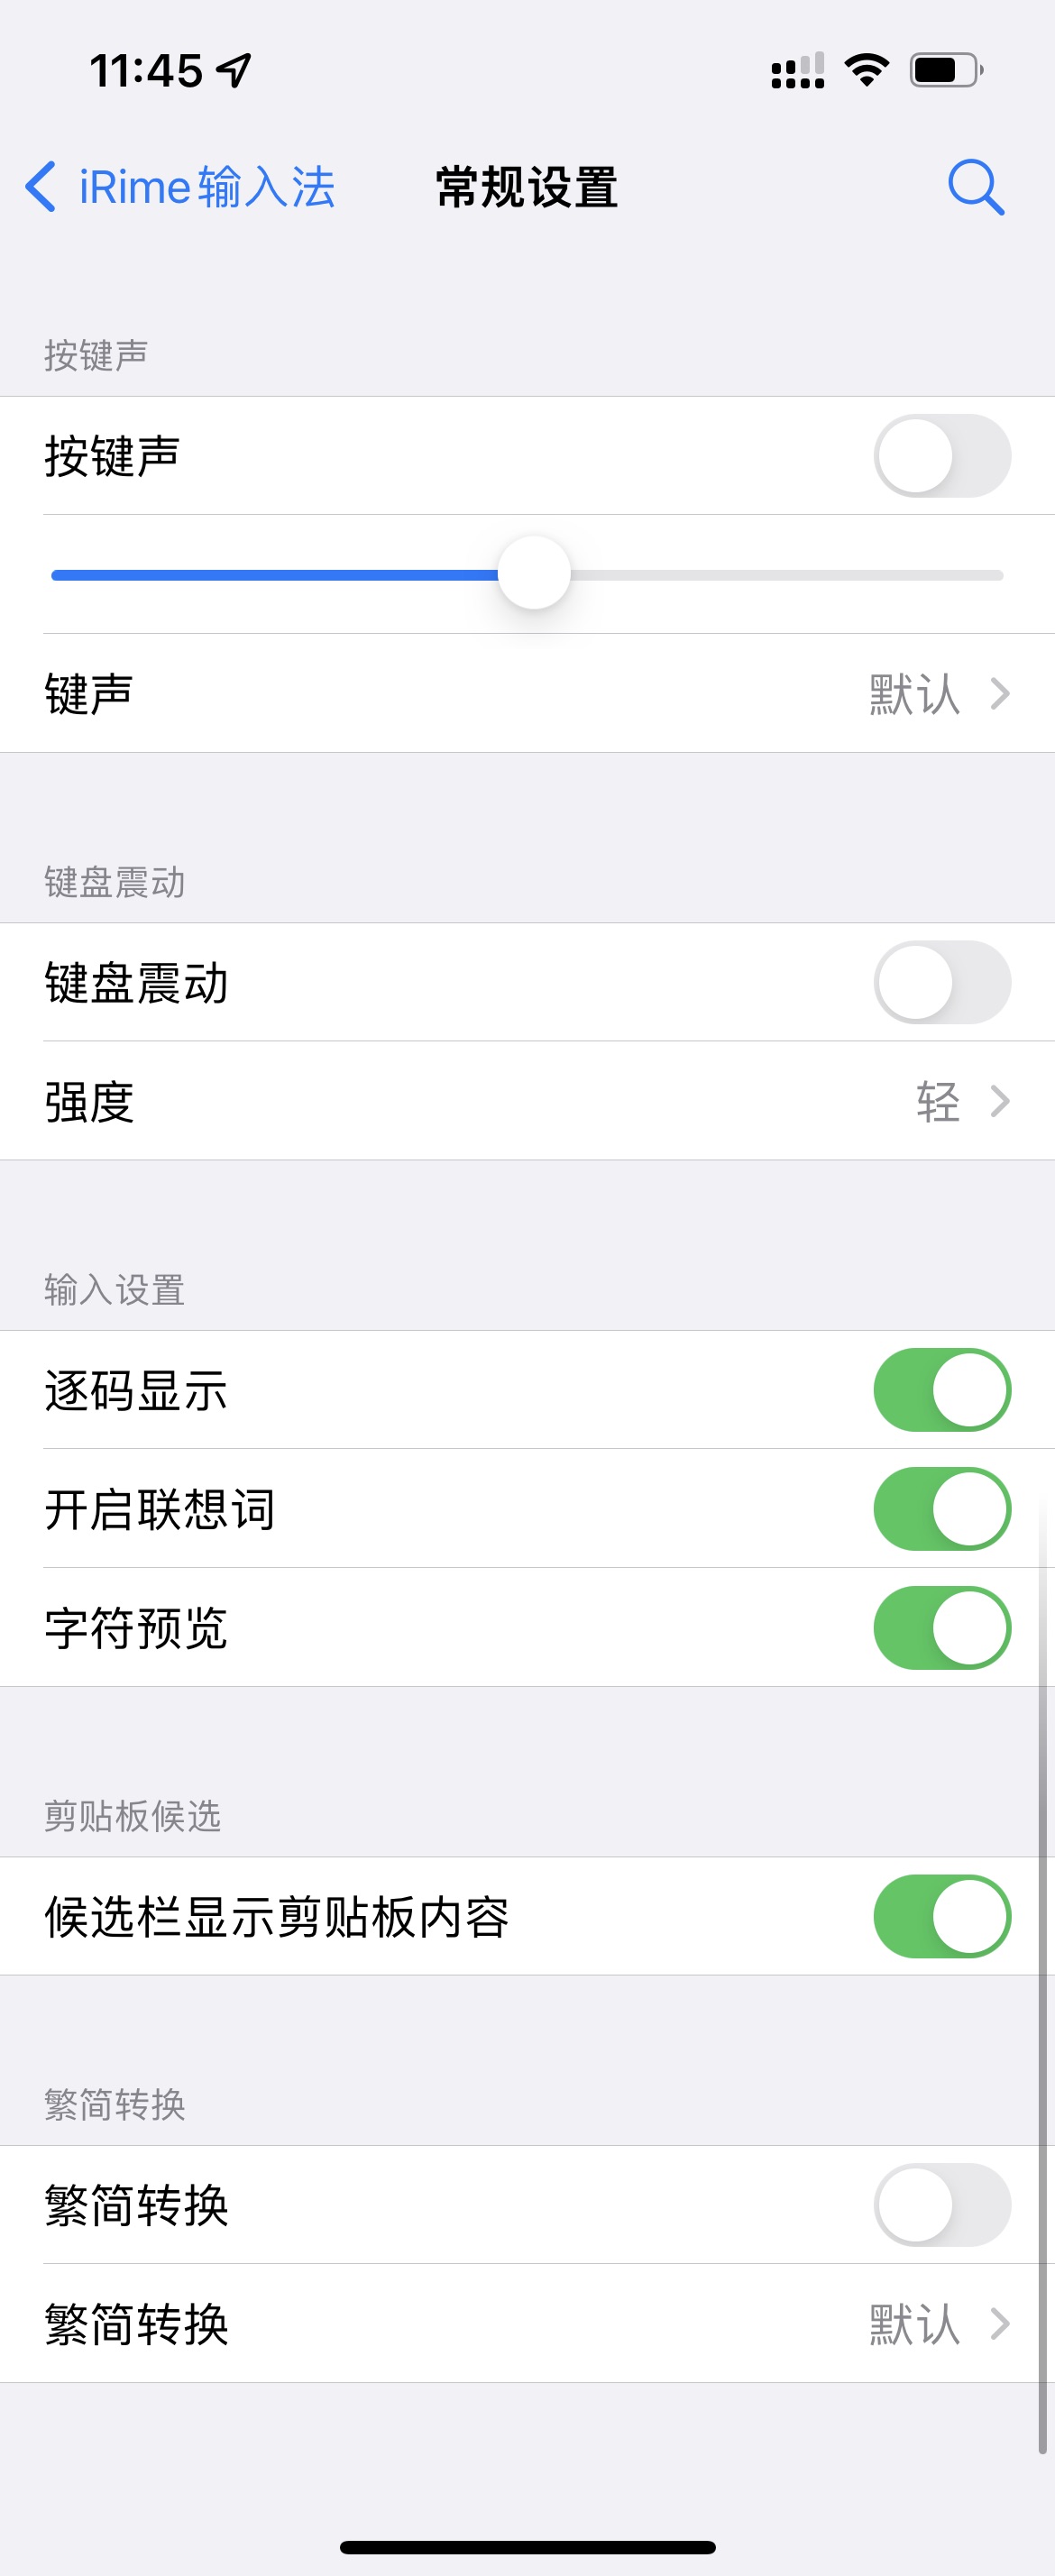 11:45
iRime输入法 常规设置
按键声
按键声
键声 默认
键盘震动
键盘震动
强度 轻
输入设置
逐码显示
开启联想词
字符预览
剪贴板候选
候选栏显示剪贴板内容
繁简转换
繁简转换
繁简转换 默认